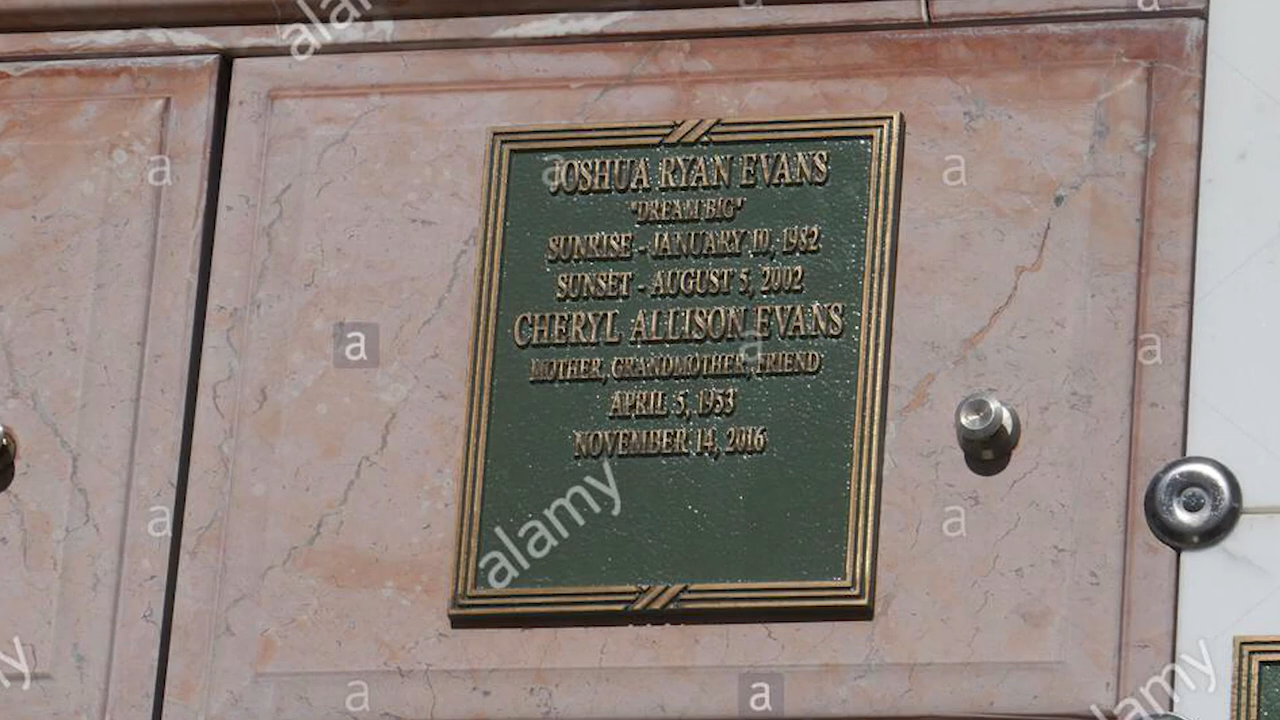 JOSHUA RYAN EVANS
"DREAM BIG"
SUNRISE - JANUARY 10, 1982
SUNSET - AUGUST 5, 2002
CHERYL ALLISON EVANS
MOTHER, GRANDMOTHER, FRIEND
APRIL 5, 1953
NOVEMBER 14, 2016
alamy